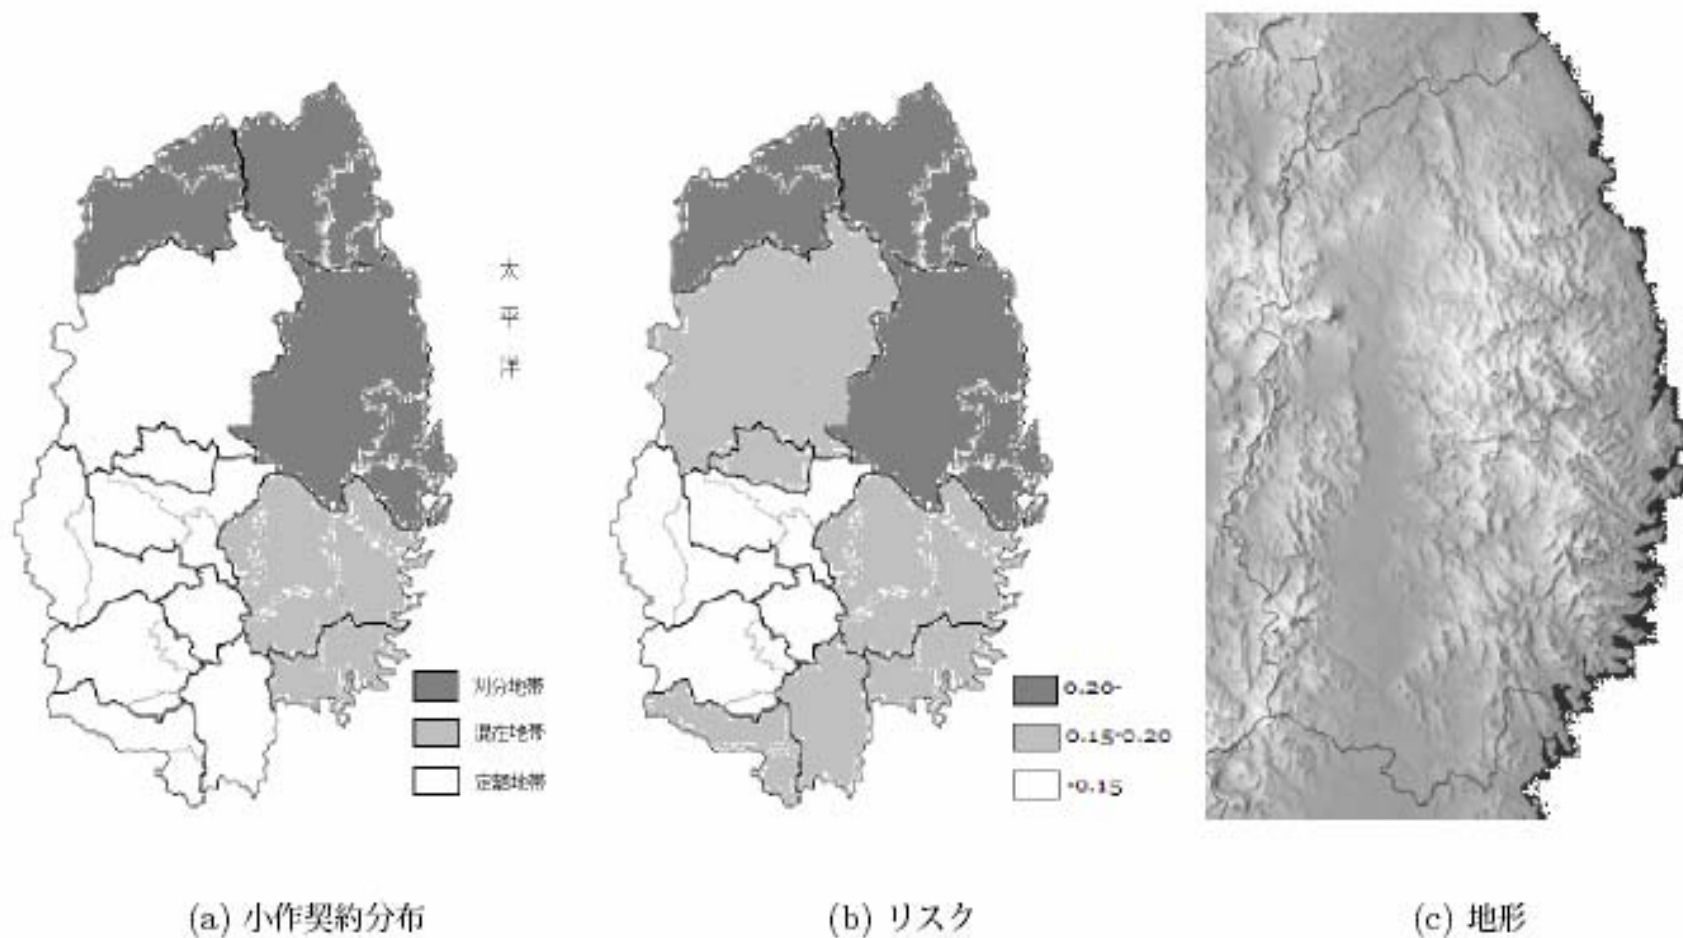 太
平
洋
刈分地帯
混在地帯
定額地帯
0.20-
0.15-0.20
-0.15
(a) 小作契約分布
(b) リスク
(c) 地形